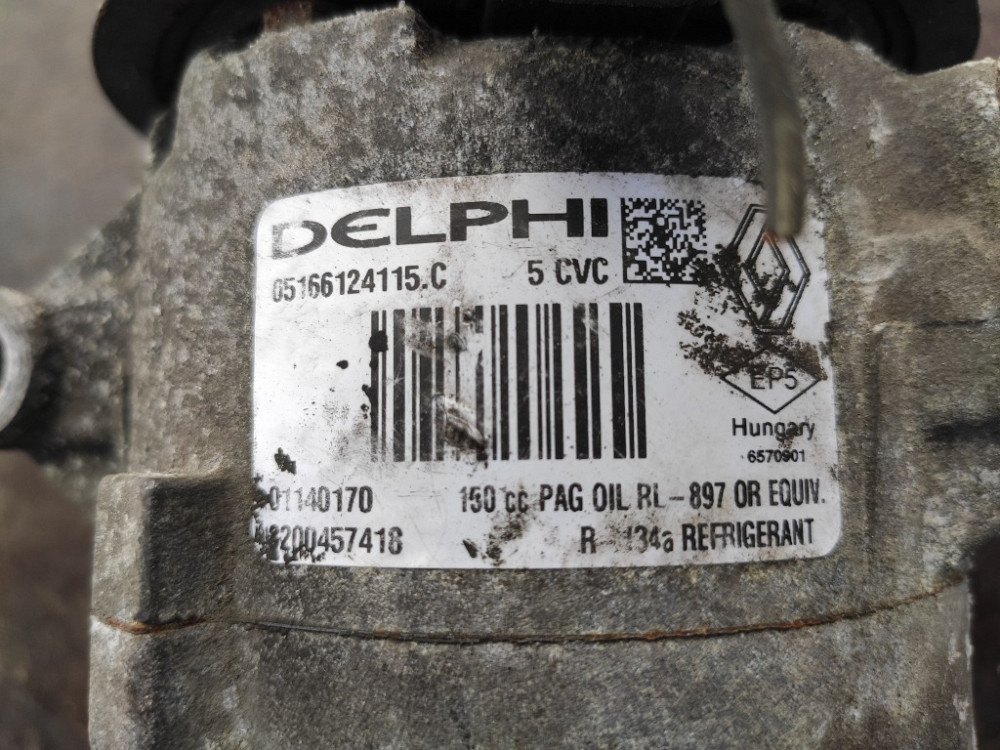 DELPHI
05166124115.C 5 CVC
EP5
Hungary
6570901
01140170 150 cc PAG OIL RL-897 OR EQUIV.
8200457418 R-134a REFRIGERANT